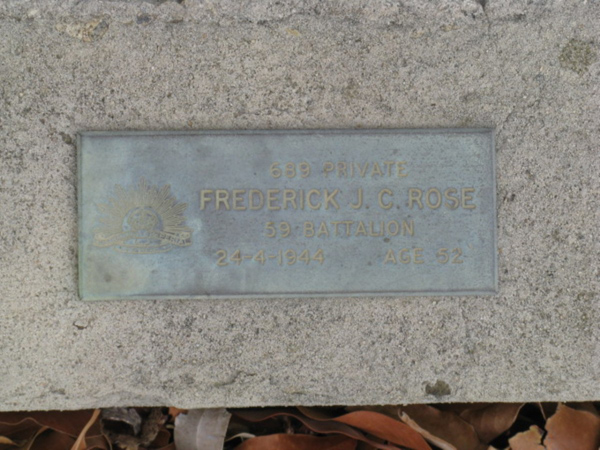 689 PRIVATE
FREDERICK J. C. ROSE
59 BATTALION
24-4-1944 AGE 52